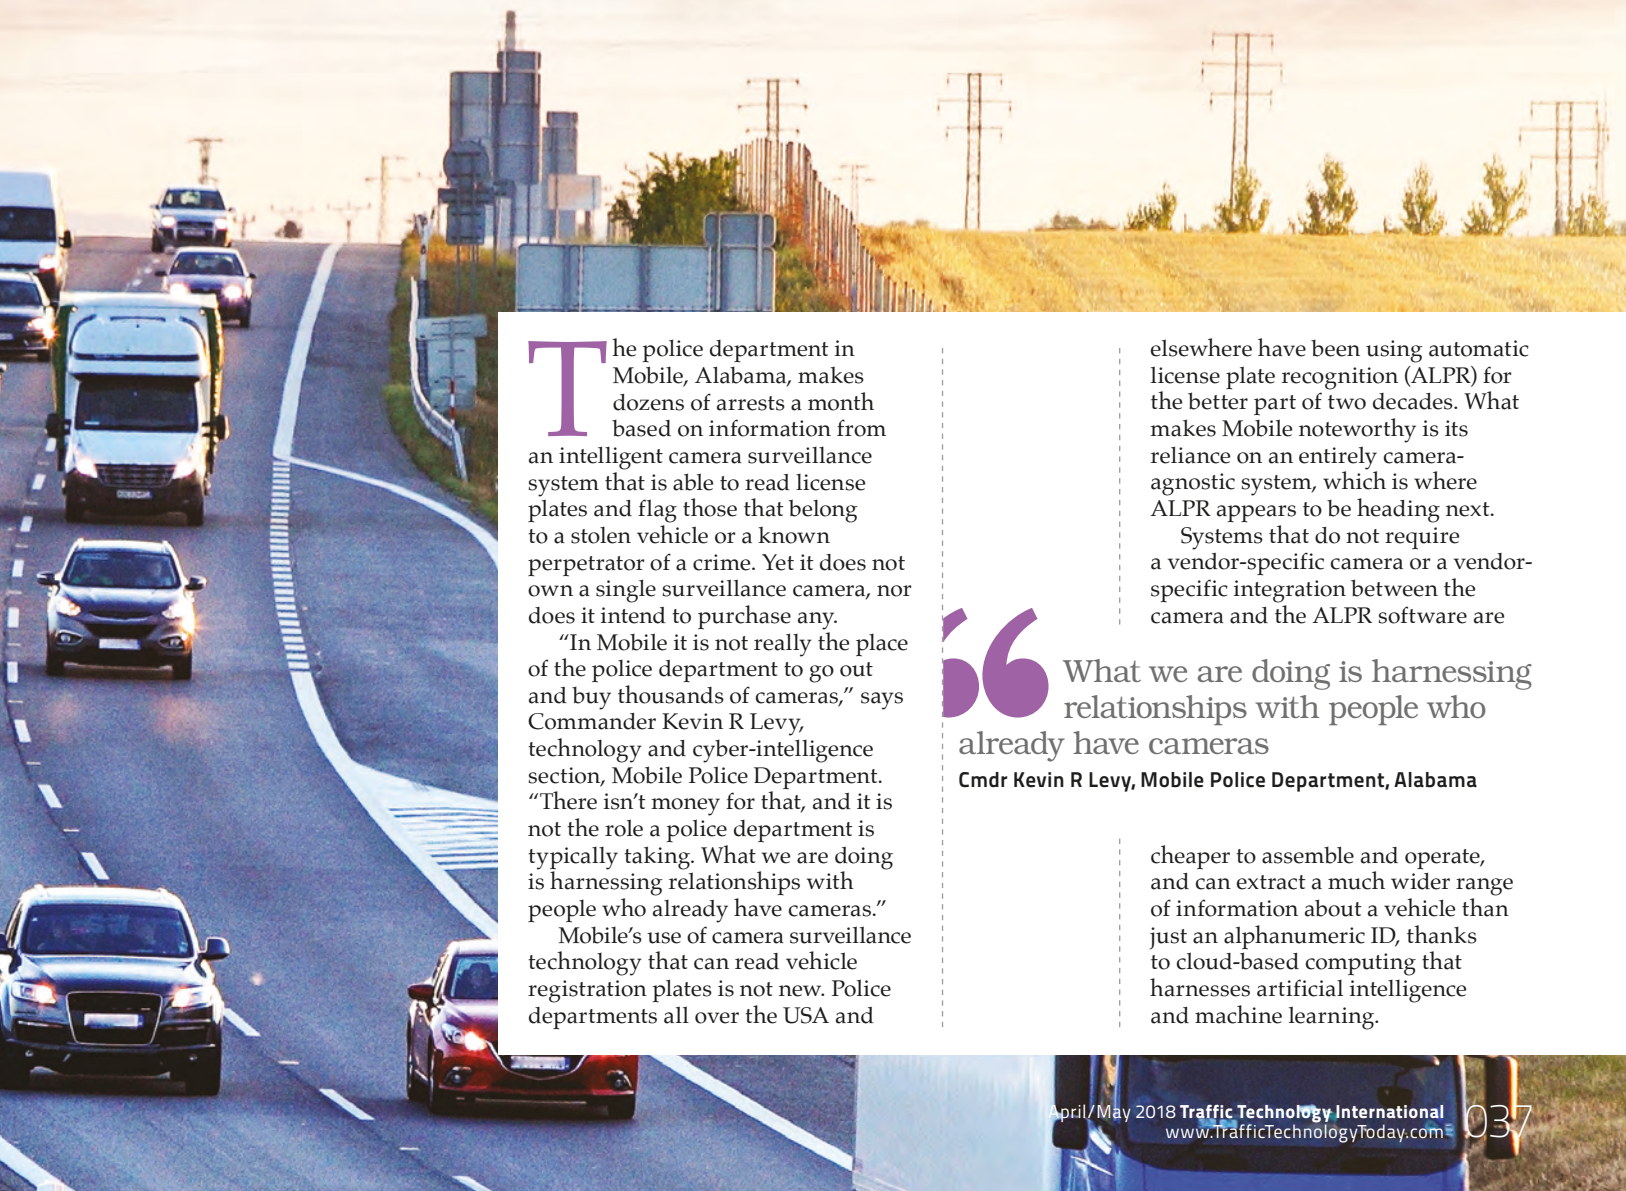 The police department in
Mobile, Alabama, makes
dozens of arrests a month
based on information from
an intelligent camera surveillance
system that is able to read license
plates and flag those that belong
to a stolen vehicle or a known
perpetrator of a crime. Yet it does not
own a single surveillance camera, nor
does it intend to purchase any.
“In Mobile it is not really the place
of the police department to go out
and buy thousands of cameras,” says
Commander Kevin R Levy,
technology and cyber-intelligence
section, Mobile Police Department.
“There isn’t money for that, and it is
not the role a police department is
typically taking. What we are doing
is harnessing relationships with
people who already have cameras.”
Mobile’s use of camera surveillance
technology that can read vehicle
registration plates is not new. Police
departments all over the USA and
elsewhere have been using automatic
license plate recognition (ALPR) for
the better part of two decades. What
makes Mobile noteworthy is its
reliance on an entirely camera-
agnostic system, which is where
ALPR appears to be heading next.
Systems that do not require
a vendor-specific camera or a vendor-
specific integration between the
camera and the ALPR software are
“What we are doing is harnessing
relationships with people who
already have cameras
Cmdr Kevin R Levy, Mobile Police Department, Alabama
cheaper to assemble and operate,
and can extract a much wider range
of information about a vehicle than
just an alphanumeric ID, thanks
to cloud-based computing that
harnesses artificial intelligence
and machine learning.
April/May 2018 Traffic Technology International 037
www.TrafficTechnologyToday.com